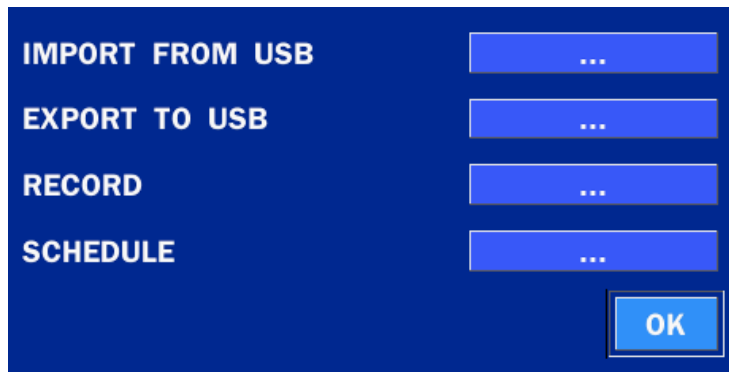 IMPORT FROM USB ...
EXPORT TO USB ...
RECORD ...
SCHEDULE ...
OK